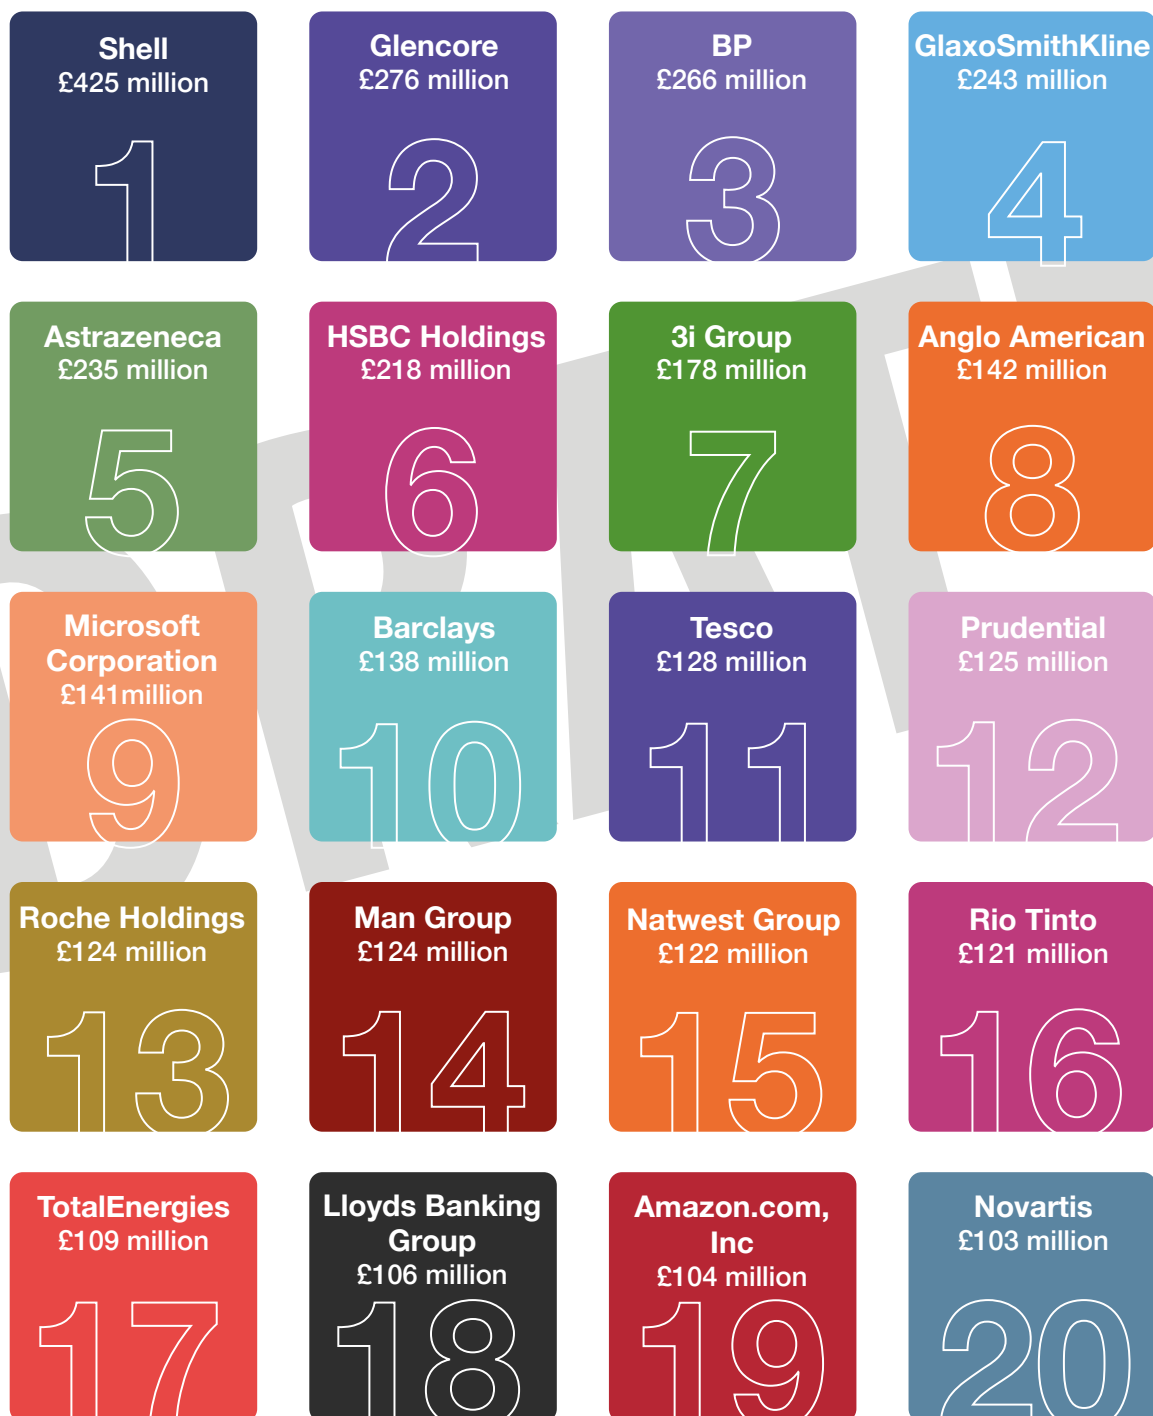 Shell
£425 million
1
Glencore
£276 million
2
BP
£266 million
3
GlaxoSmithKline
£243 million
4
Astrazeneca
£235 million
5
HSBC Holdings
£218 million
6
3i Group
£178 million
7
Anglo American
£142 million
8
Microsoft
Corporation
£141million
9
Barclays
£138 million
10
Tesco
£128 million
11
Prudential
£125 million
12
Roche Holdings
£124 million
13
Man Group
£124 million
14
Natwest Group
£122 million
15
Rio Tinto
£121 million
16
TotalEnergies
£109 million
17
Lloyds Banking
Group
£106 million
18
Amazon.com,
Inc
£104 million
19
Novartis
£103 million
20
DRAFT